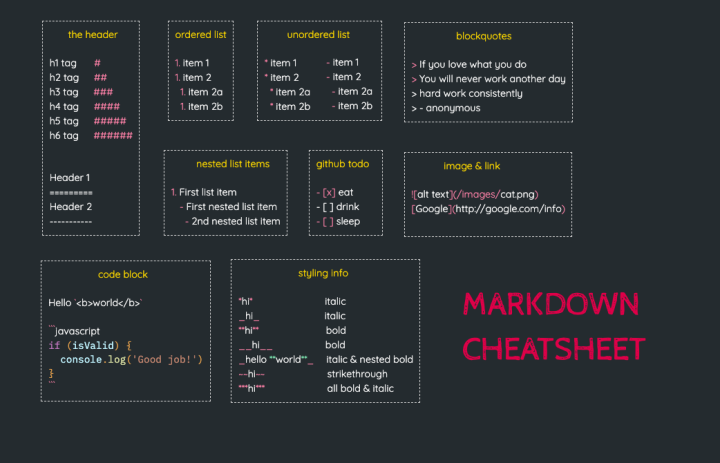 the header
h1 tag #
h2 tag ##
h3 tag ###
h4 tag ####
h5 tag #####
h6 tag ######
Header 1
=========
Header 2
-----------
ordered list
1. item 1
1. item 2
1. item 2a
1. item 2b
unordered list
* item 1 - item 1
* item 2 - item 2
* item 2a - item 2a
* item 2b - item 2b
blockquotes
> If you love what you do
> You will never work another day
> hard work consistently
> - anonymous
nested list items
1. First list item
- First nested list item
- 2nd nested list item
github todo
- [x] eat
- [ ] drink
- [ ] sleep
image & link
![alt text](/images/cat.png)
[Google](http://google.com/info)
code block
Hello `<b>world</b>`
```javascript
if (isValid) {
console.log('Good job!')
}
```
styling info
*hi* italic
_hi_ italic
**hi** bold
__hi__ bold
_hello **world**_ italic & nested bold
~~hi~~ strikethrough
***hi*** all bold & italic
MARKDOWN
CHEATSHEET